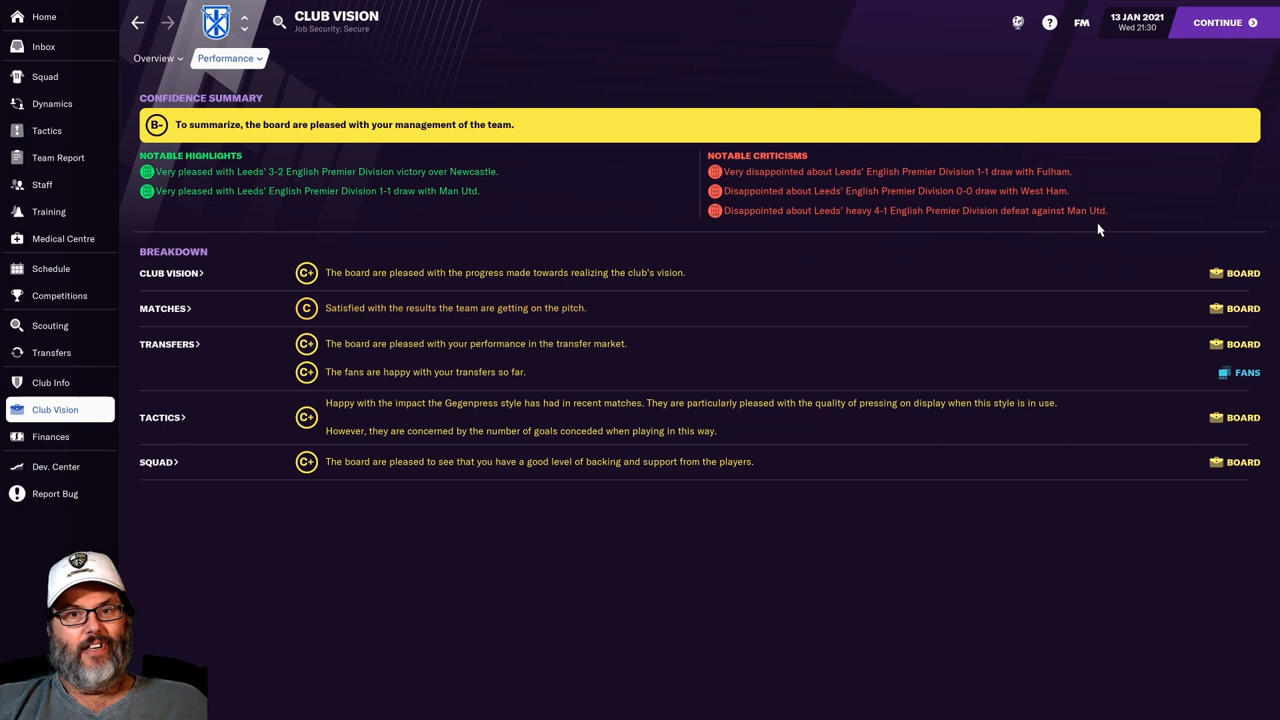 Home
Inbox
Squad
Dynamics
Tactics
Team Report
Staff
Training
Medical Centre
Schedule
Competitions
Scouting
Transfers
Club Info
Club Vision
Finances
Dev. Center
Report Bug
CLUB VISION
Job Security: Secure
FM
13 JAN 2021
Wed 21:30
CONTINUE
Overview
Performance
CONFIDENCE SUMMARY
B- To summarize, the board are pleased with your management of the team.
NOTABLE HIGHLIGHTS
Very pleased with Leeds' 3-2 English Premier Division victory over Newcastle.
Very pleased with Leeds' English Premier Division 1-1 draw with Man Utd.
NOTABLE CRITICISMS
Very disappointed about Leeds' English Premier Division 1-1 draw with Fulham.
Disappointed about Leeds' English Premier Division 0-0 draw with West Ham.
Disappointed about Leeds' heavy 4-1 English Premier Division defeat against Man Utd.
BREAKDOWN
CLUB VISION> C+ The board are pleased with the progress made towards realizing the club's vision. BOARD
MATCHES> C Satisfied with the results the team are getting on the pitch. BOARD
TRANSFERS> C+ The board are pleased with your performance in the transfer market. BOARD
C+ The fans are happy with your transfers so far. FANS
TACTICS> C+ Happy with the impact the Gegenpress style has had in recent matches. They are particularly pleased with the quality of pressing on display when this style is in use. BOARD
However, they are concerned by the number of goals conceded when playing in this way.
SQUAD> C+ The board are pleased to see that you have a good level of backing and support from the players. BOARD